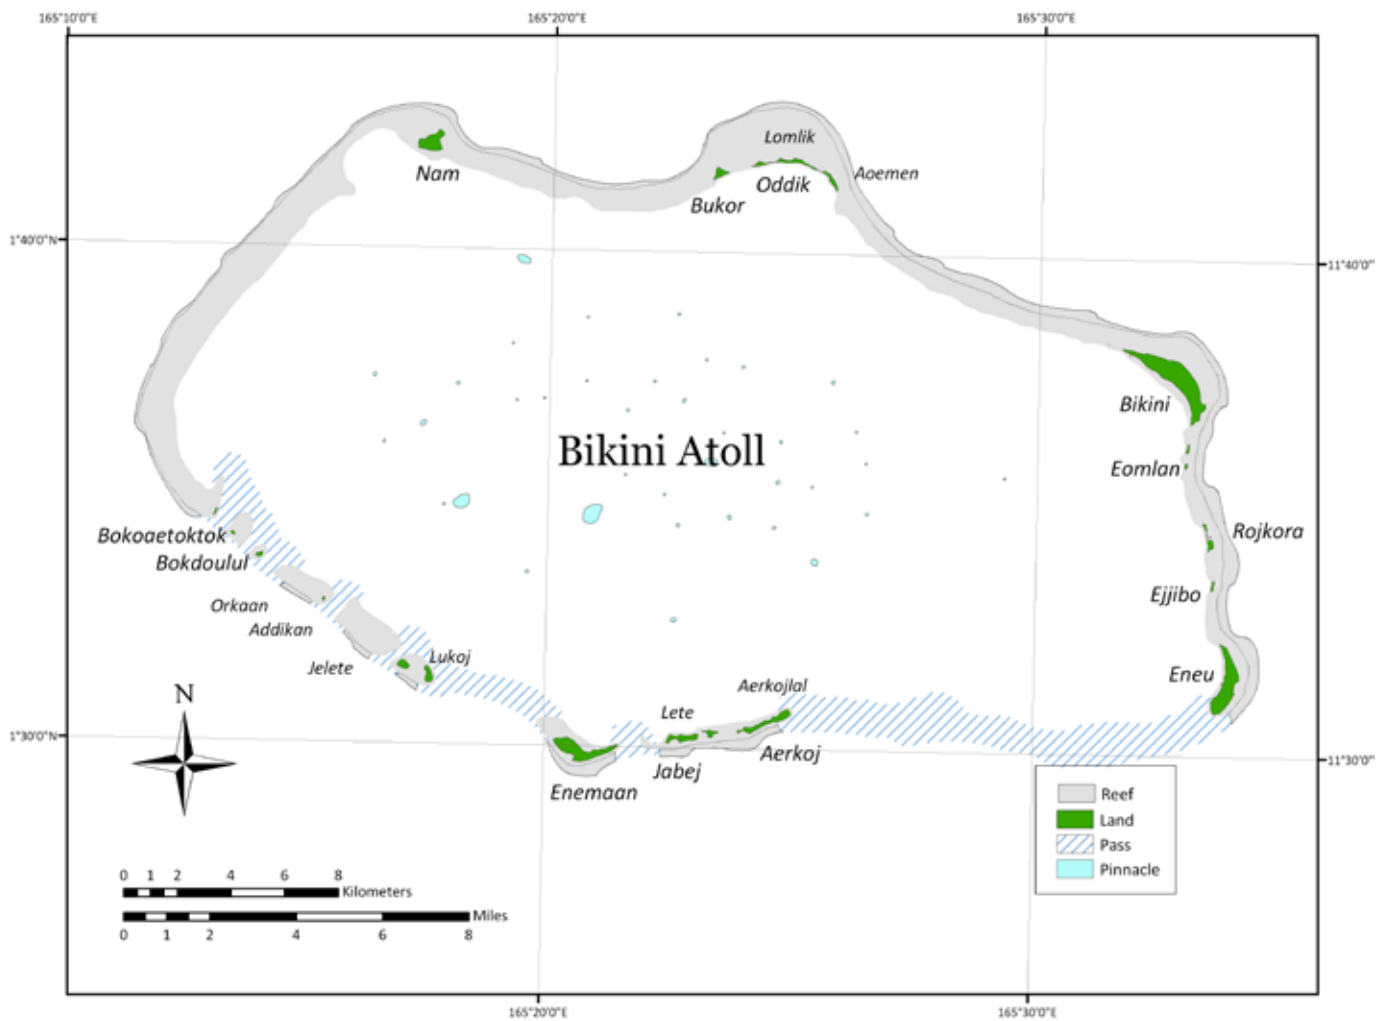 165°10'0"E 165°20'0"E 165°30'0"E
Lomlik
Nam
Oddik
Aoemen
Bukor
1°40'0"N
11°40'0"
Bikini
Bikini Atoll
Eomlan
Bokoaetoktok
Rojkora
Bokdoulul
Ejjibo
Orkaan
Addikan
Jelete
Lukoj
Eneu
Aerkojlal
Lete
N
1°30'0"N
Aerkoj
11°30'0"
Jabej
Enemaan
Reef
Land
Pass
Pinnacle
0 1 2 4 6 8
Kilometers
Miles
0 1 2 4 6 8
165°20'0"E 165°30'0"E